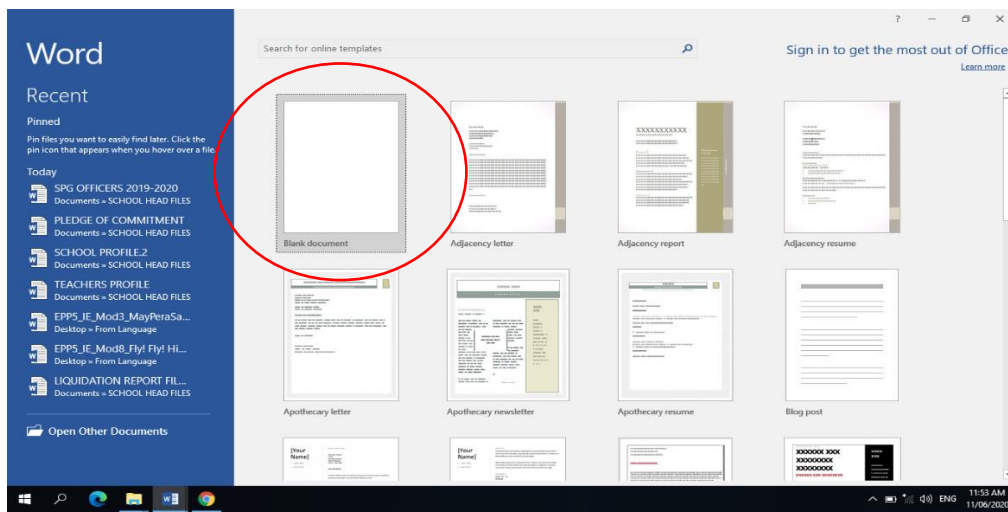 ?
Word
Search for online templates
Sign in to get the most out of Office
Learn more
Recent
Pinned
Pin files you want to easily find later. Click the
pin icon that appears when you hover over a file.
Today
SPG OFFICERS 2019-2020
Documents » SCHOOL HEAD FILES
PLEDGE OF COMMITMENT
Documents » SCHOOL HEAD FILES
SCHOOL PROFILE.2
Documents » SCHOOL HEAD FILES
TEACHERS PROFILE
Documents » SCHOOL HEAD FILES
EPP5_IE_Mod3_MayPeraSa...
Desktop » From Language
EPP5_IE_Mod8_Fly! Fly! Hi...
Desktop » From Language
LIQUIDATION REPORT FIL...
Documents » SCHOOL HEAD FILES
Open Other Documents
Blank document
Adjacency letter
XXXXXXXXXXX
Adjacency report
Adjacency resume
Apothecary letter
Apothecary newsletter
Apothecary resume
Blog post
[Your
Name]
[Your
Name]
XXXXXX XXX
XXXXXXXX
XXXXXXXX
ENG
11:53 AM
11/06/2020